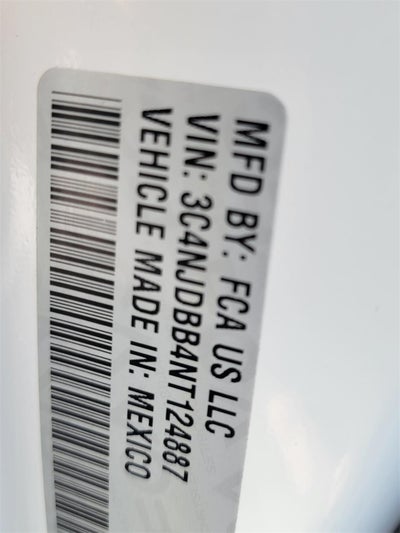 MFD BY: FCA US LLC
VIN: 3C4NJDBB4NT124887
VEHICLE MADE IN: MEXICO